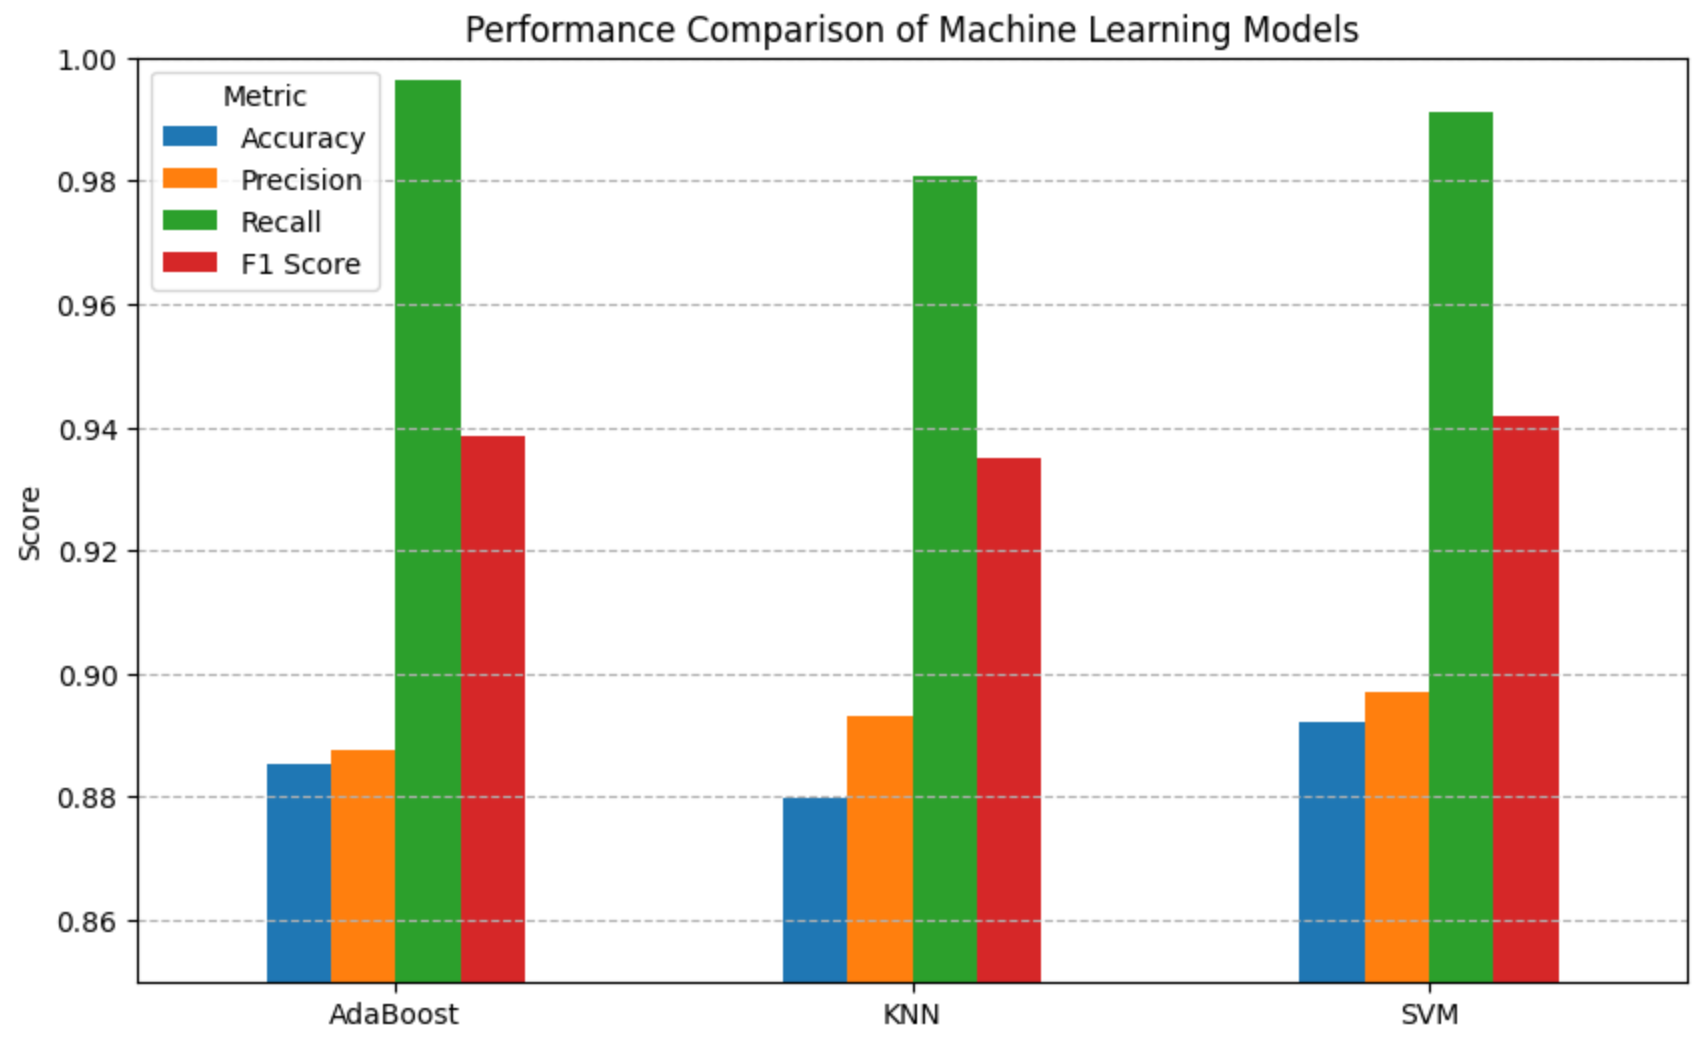 Performance Comparison of Machine Learning Models
1.00
0.98
0.96
0.94
0.92
0.90
0.88
0.86
Score
Metric
Accuracy
Precision
Recall
F1 Score
AdaBoost
KNN
SVM